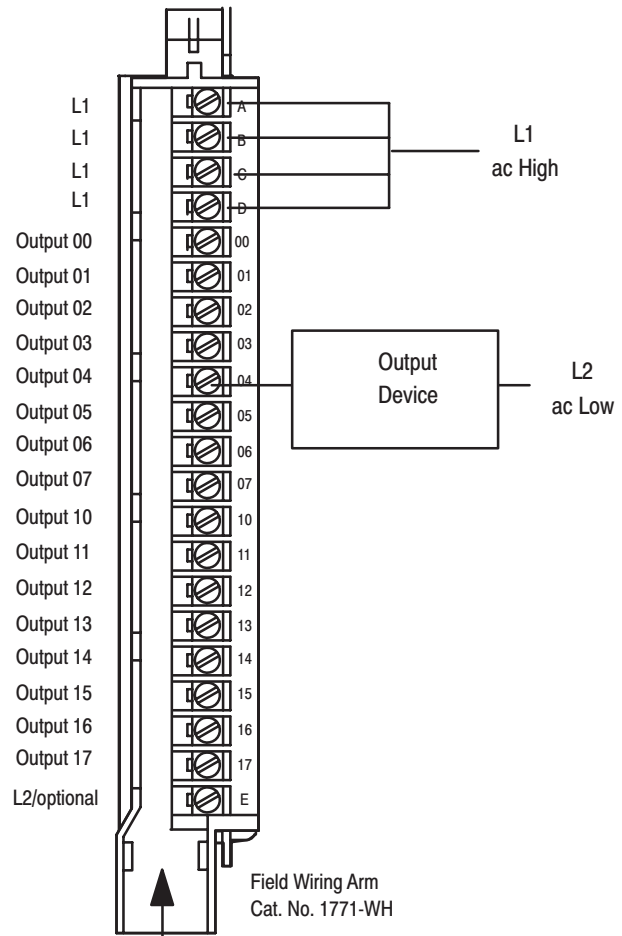 L1 A
L1 B
L1 C
L1 D
L1
ac High
Output 00 00
Output 01 01
Output 02 02
Output 03 03
Output 04 04
Output
Device
L2
ac Low
Output 05 05
Output 06 06
Output 07 07
Output 10 10
Output 11 11
Output 12 12
Output 13 13
Output 14 14
Output 15 15
Output 16 16
Output 17 17
L2/optional E
Field Wiring Arm
Cat. No. 1771-WH